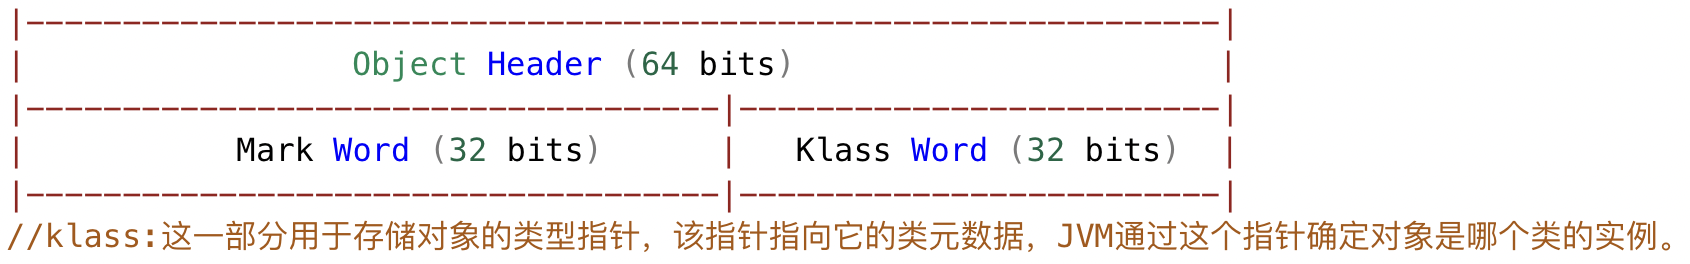 |--------------------------------------------------------------|
|                 Object Header (64 bits)                      |
|------------------------------------|-------------------------|
|           Mark Word (32 bits)      |   Klass Word (32 bits)  |
|------------------------------------|-------------------------|
//klass:这一部分用于存储对象的类型指针，该指针指向它的类元数据，JVM通过这个指针确定对象是哪个类的实例。